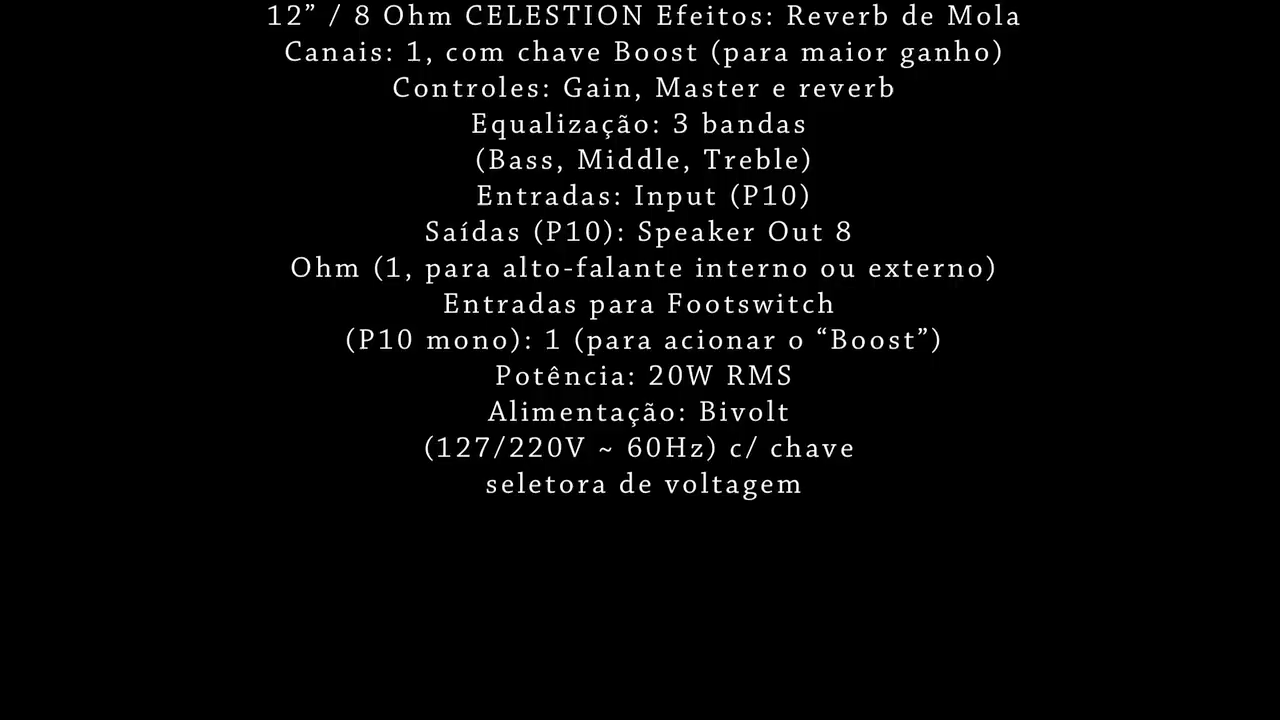 12” / 8 Ohm CELESTION Efeitos: Reverb de Mola
Canais: 1, com chave Boost (para maior ganho)
Controles: Gain, Master e reverb
Equalização: 3 bandas
(Bass, Middle, Treble)
Entradas: Input (P10)
Saídas (P10): Speaker Out 8
Ohm (1, para alto-falante interno ou externo)
Entradas para Footswitch
(P10 mono): 1 (para acionar o “Boost”)
Potência: 20W RMS
Alimentação: Bivolt
(127/220V ~ 60Hz) c/ chave
seletora de voltagem